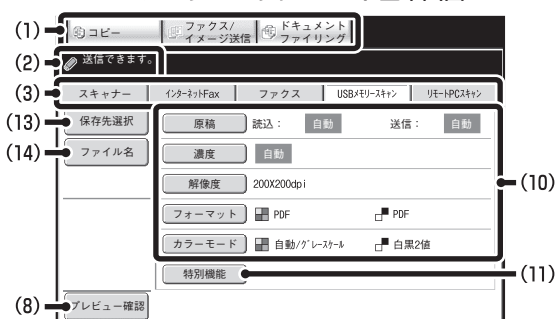 (1) コピー ファクス/イメージ送信 ドキュメントファイリング
(2) 送信できます。
(3) スキャナー インターネットFax ファクス USBメモリースキャン リモートPCスキャン
(13) 保存先選択 原稿 読込： 自動 送信： 自動
(14) ファイル名 濃度 自動
(10)
解像度 200X200dpi
フォーマット PDF PDF
カラーモード 自動/グレースケール 白黒2値
特別機能 (11)
(8) プレビュー確認